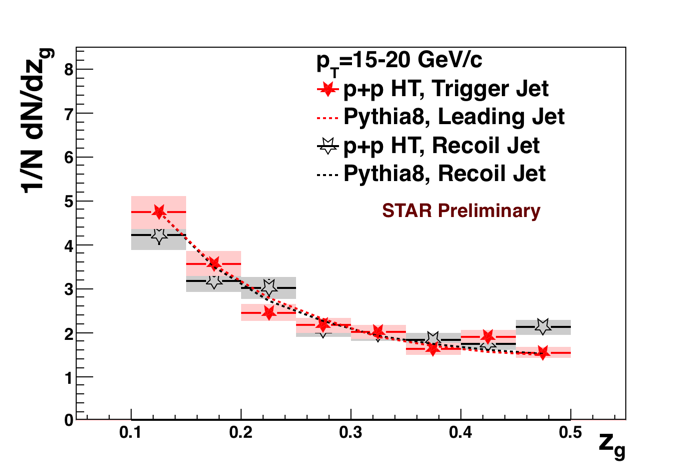 p_T=15-20 GeV/c
p+p HT, Trigger Jet
Pythia8, Leading Jet
p+p HT, Recoil Jet
Pythia8, Recoil Jet
STAR Preliminary
1/N dN/dz_g
8
7
6
5
4
3
2
1
0
0.1 0.2 0.3 0.4 0.5
z_g